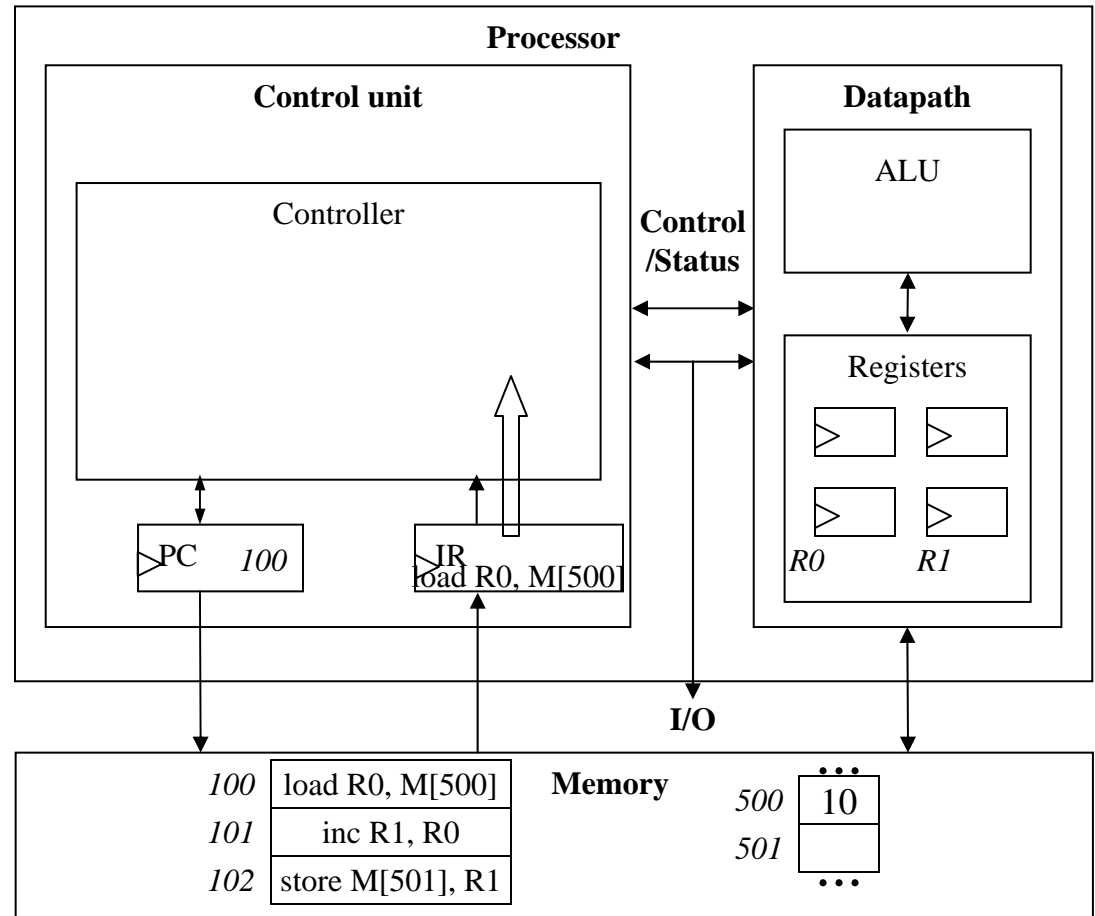 Processor
Control unit
Datapath
ALU
Controller
Control
/Status
Registers
PC 100
IR
load R0, M[500]
R0 R1
I/O
Memory
100 load R0, M[500]
101 inc R1, R0
102 store M[501], R1
...
500 10
501
...